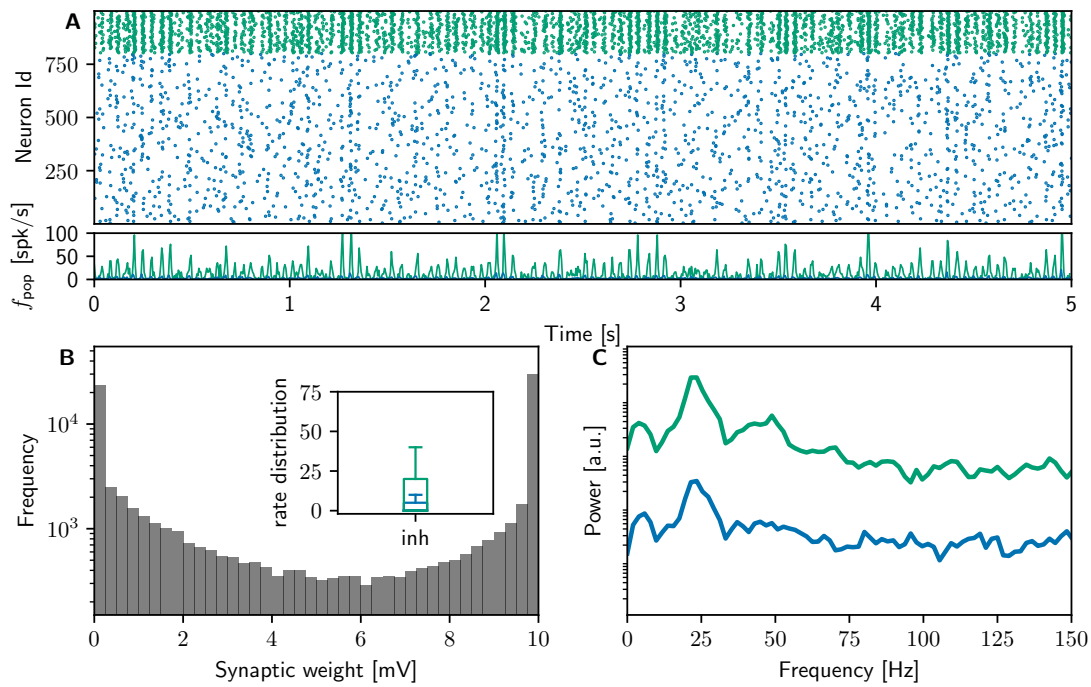 A
Neuron Id
750
500
250
f_pop [spk/s]
100
50
0
0 1 2 3 4 5
Time [s]
B
Frequency
10^4
10^3
0 2 4 6 8 10
Synaptic weight [mV]
rate distribution
75
50
25
0
inh
C
Power [a.u.]
0 25 50 75 100 125 150
Frequency [Hz]